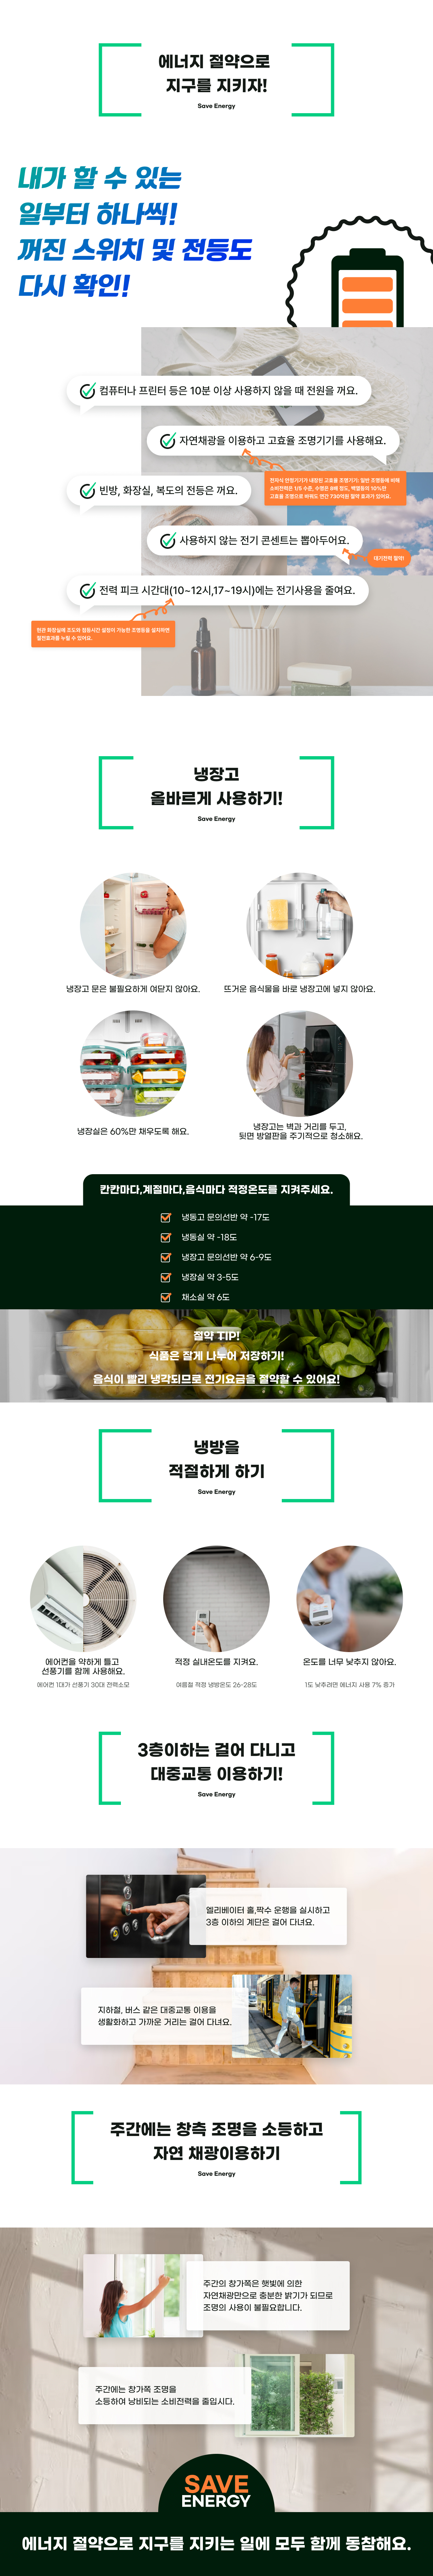 에너지 절약으로
지구를 지키자!
Save Energy
내가 할 수 있는
일부터 하나씩!
꺼진 스위치 및 전등도
다시 확인!
컴퓨터나 프린터 등은 10분 이상 사용하지 않을 때 전원을 꺼요.
자연채광을 이용하고 고효율 조명기기를 사용해요.
전자식 안정기기가 내장된 고효율 조명기기: 일반 조명등에 비해
소비전력은 1/5 수준, 수명은 8배 정도, 백열등의 10%만
고효율 조명으로 바꿔도 연간 730억원 절약 효과가 있어요.
빈방, 화장실, 복도의 전등은 꺼요.
사용하지 않는 전기 콘센트는 뽑아두어요.
대기전력 절약!
전력 피크 시간대(10~12시,17~19시)에는 전기사용을 줄여요.
현관 화장실에 조도와 점등시간 설정이 가능한 조명등을 설치하면
절전효과를 누릴 수 있어요.
냉장고
올바르게 사용하기!
Save Energy
냉장고 문은 불필요하게 여닫지 않아요.
뜨거운 음식물을 바로 냉장고에 넣지 않아요.
냉장실은 60%만 채우도록 해요.
냉장고는 벽과 거리를 두고,
뒷면 방열판을 주기적으로 청소해요.
칸칸마다,계절마다,음식마다 적정온도를 지켜주세요.
냉동고 문의선반 약 -17도
냉동실 약 -18도
냉장고 문의선반 약 6-9도
냉장실 약 3-5도
채소실 약 6도
절약 TIP!
식품은 잘게 나누어 저장하기!
음식이 빨리 냉각되므로 전기요금을 절약할 수 있어요!
냉방을
적절하게 하기
Save Energy
에어컨을 약하게 틀고
선풍기를 함께 사용해요.
에어컨 1대가 선풍기 30대 전력소모
적정 실내온도를 지켜요.
여름철 적정 냉방온도 26-28도
온도를 너무 낮추지 않아요.
1도 낮추려면 에너지 사용 7% 증가
3층이하는 걸어 다니고
대중교통 이용하기!
Save Energy
엘리베이터 홀,짝수 운행을 실시하고
3층 이하의 계단은 걸어 다녀요.
지하철, 버스 같은 대중교통 이용을
생활화하고 가까운 거리는 걸어 다녀요.
주간에는 창측 조명을 소등하고
자연 채광이용하기
Save Energy
주간의 창가쪽은 햇빛에 의한
자연채광만으로 충분한 밝기가 되므로
조명의 사용이 불필요합니다.
주간에는 창가쪽 조명을
소등하여 낭비되는 소비전력을 줄입시다.
SAVE
ENERGY
에너지 절약으로 지구를 지키는 일에 모두 함께 동참해요.